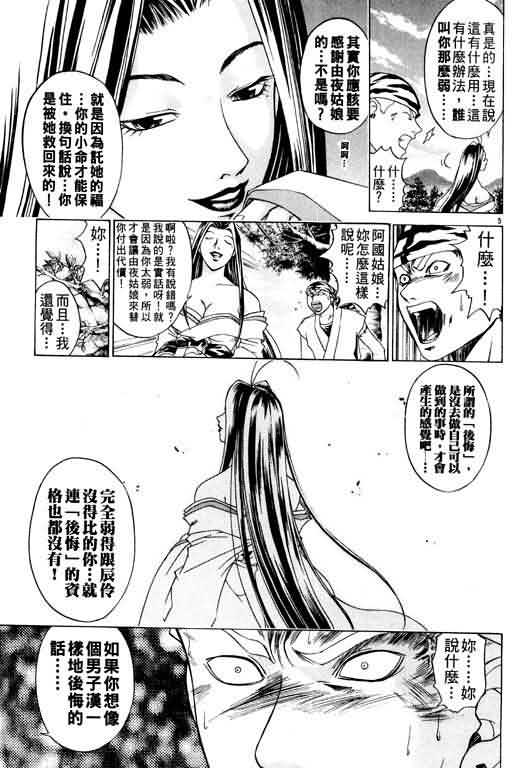 真是的…現在說
這有什麼用…這
有什麼辦法，誰
叫你那麼弱…
什…
什麼？
其實你應該要
感謝由夜姑娘
的…不是嗎？
呵呵…
就是因為託她的福
…你的小命才能保
住。換句話說…你
是被她救回來的！
5
什
麼…！
阿國姑娘…
妳怎麼這樣
說呢……
啊啦？我有說錯嗎？
我說的是實話呀！就
是因為你太弱，所以
才會讓由夜姑娘來替
你付出代價！
妳…！
而且…我
還覺得…
所謂的「後悔」，
是沒去做自己可以
做到的事時，才會
產生的感覺吧……
完全弱得跟辰伶
沒得比的你…就
連「後悔」的資
格也都沒有！
妳……妳
說什麼…
如果你想像
個男子漢一
樣地後悔的
話……